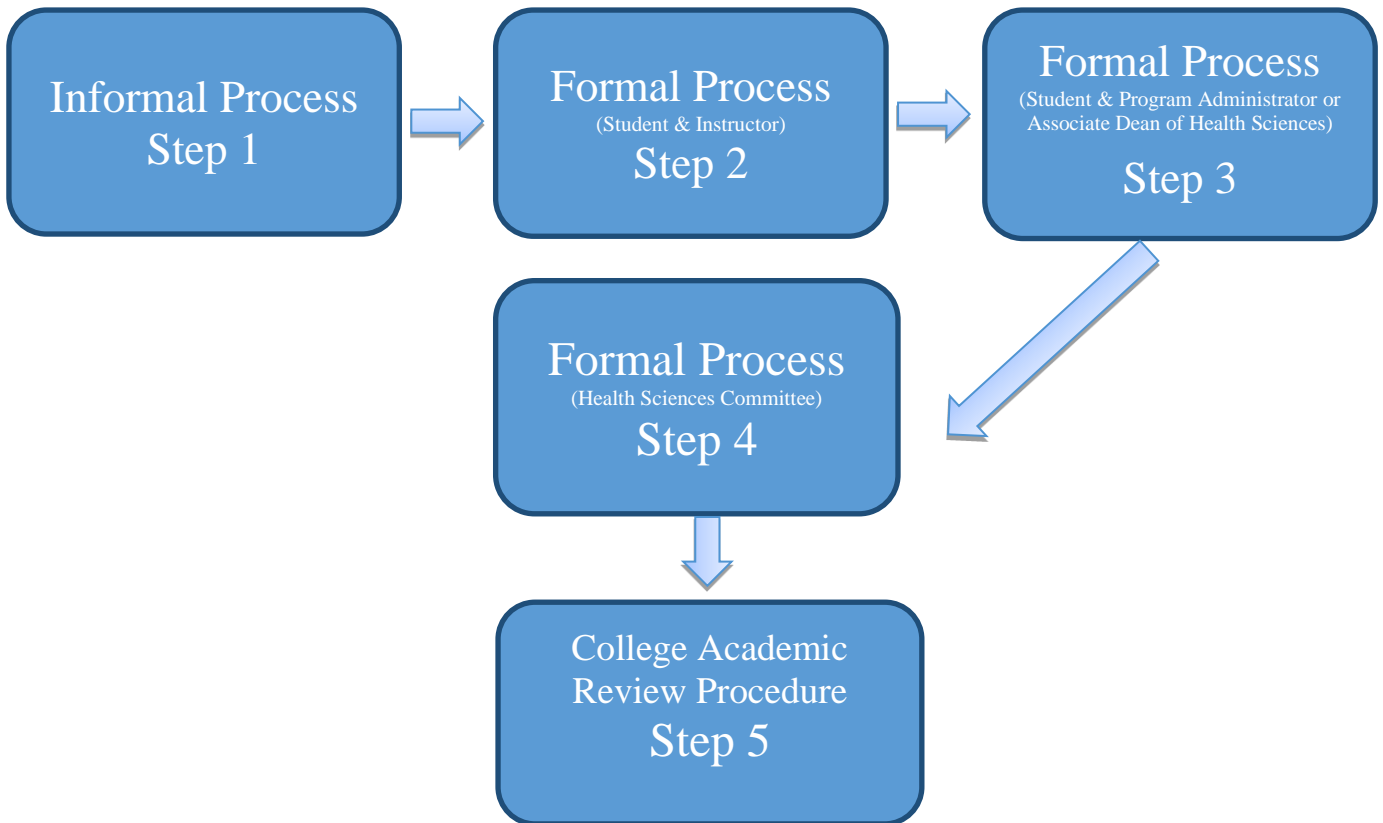 Informal Process
Step 1
Formal Process
(Student & Instructor)
Step 2
Formal Process
(Student & Program Administrator or
Associate Dean of Health Sciences)
Step 3
Formal Process
(Health Sciences Committee)
Step 4
College Academic
Review Procedure
Step 5